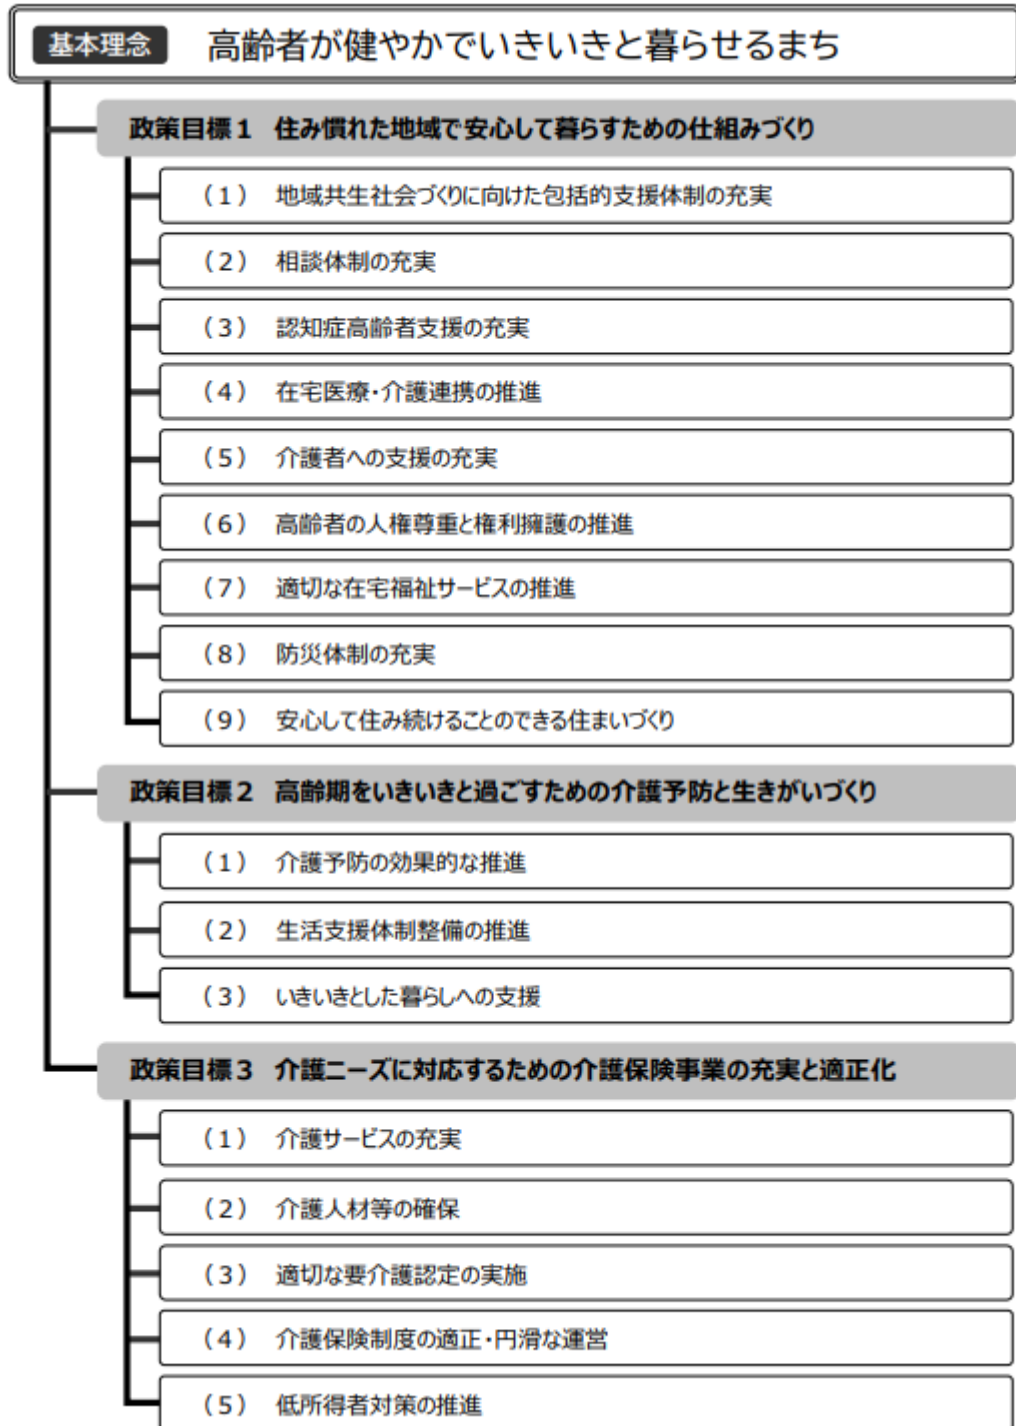 基本理念 高齢者が健やかでいきいきと暮らせるまち
政策目標1 住み慣れた地域で安心して暮らすための仕組みづくり
(1) 地域共生社会づくりに向けた包括的支援体制の充実
(2) 相談体制の充実
(3) 認知症高齢者支援の充実
(4) 在宅医療・介護連携の推進
(5) 介護者への支援の充実
(6) 高齢者の人権尊重と権利擁護の推進
(7) 適切な在宅福祉サービスの推進
(8) 防災体制の充実
(9) 安心して住み続けることのできる住まいづくり
政策目標2 高齢期をいきいきと過ごすための介護予防と生きがいづくり
(1) 介護予防の効果的な推進
(2) 生活支援体制整備の推進
(3) いきいきとした暮らしへの支援
政策目標3 介護ニーズに対応するための介護保険事業の充実と適正化
(1) 介護サービスの充実
(2) 介護人材等の確保
(3) 適切な要介護認定の実施
(4) 介護保険制度の適正・円滑な運営
(5) 低所得者対策の推進